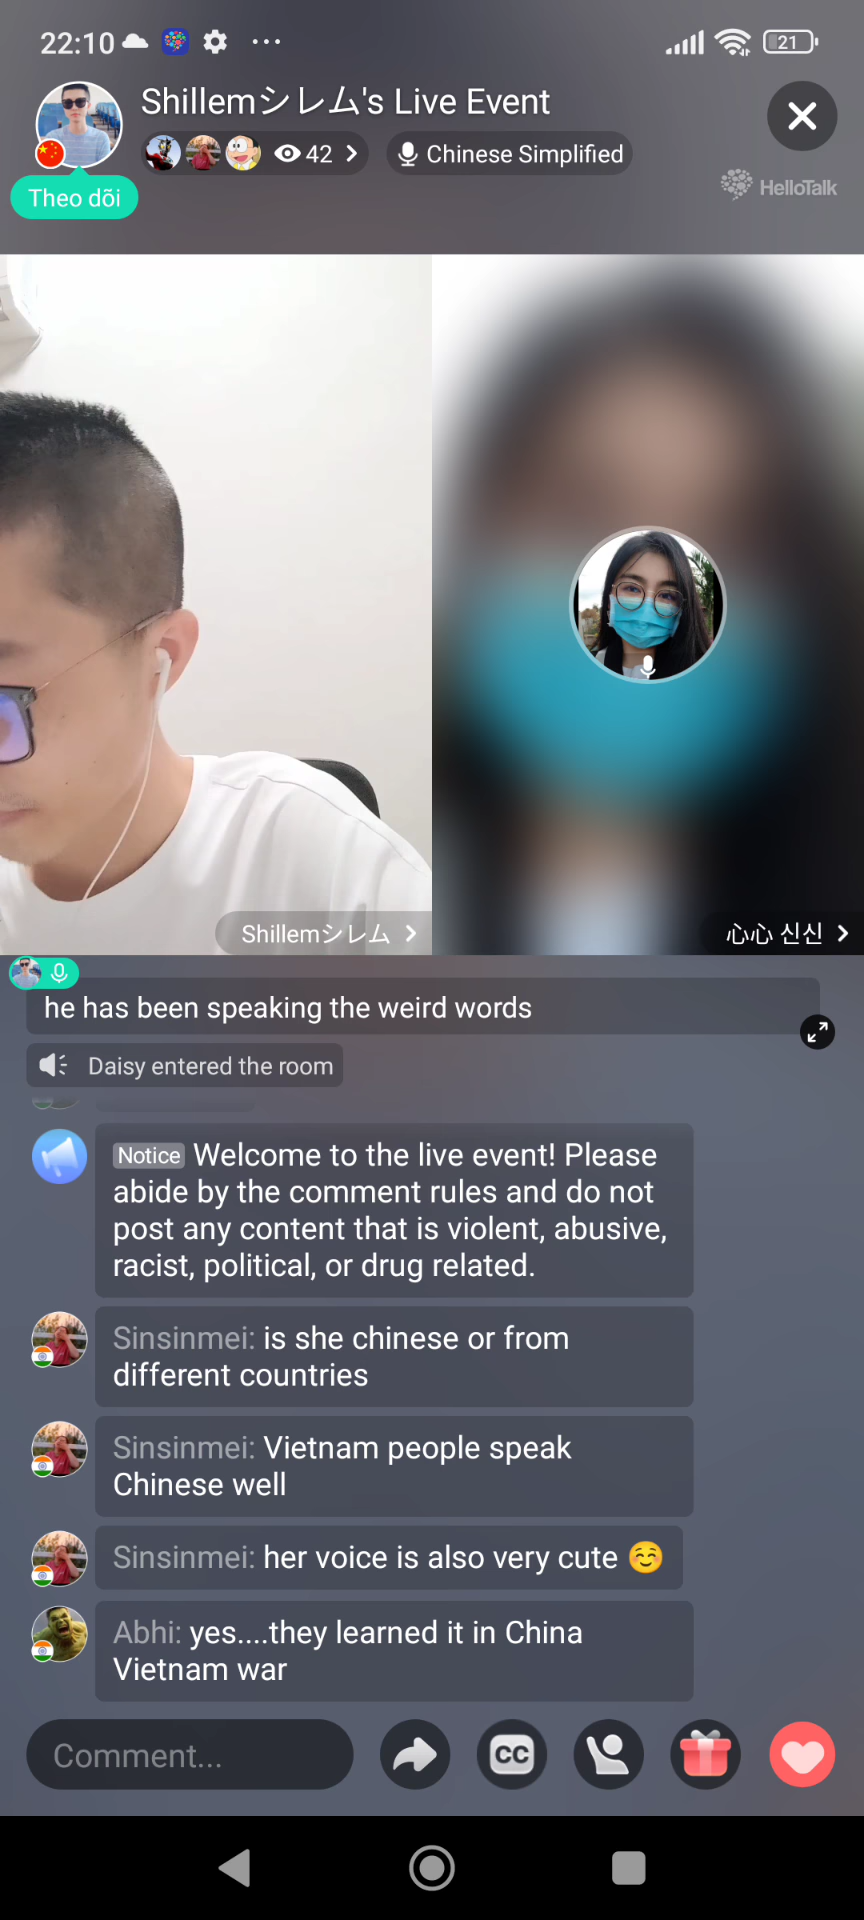 22:10
21
Shillemシレム's Live Event
42
Chinese Simplified
Theo dõi
HelloTalk
Shillemシレム
心心 신신
he has been speaking the weird words
Daisy entered the room
Notice Welcome to the live event! Please
abide by the comment rules and do not
post any content that is violent, abusive,
racist, political, or drug related.
Sinsinmei: is she chinese or from
different countries
Sinsinmei: Vietnam people speak
Chinese well
Sinsinmei: her voice is also very cute ☺️
Abhi: yes....they learned it in China
Vietnam war
Comment...
CC